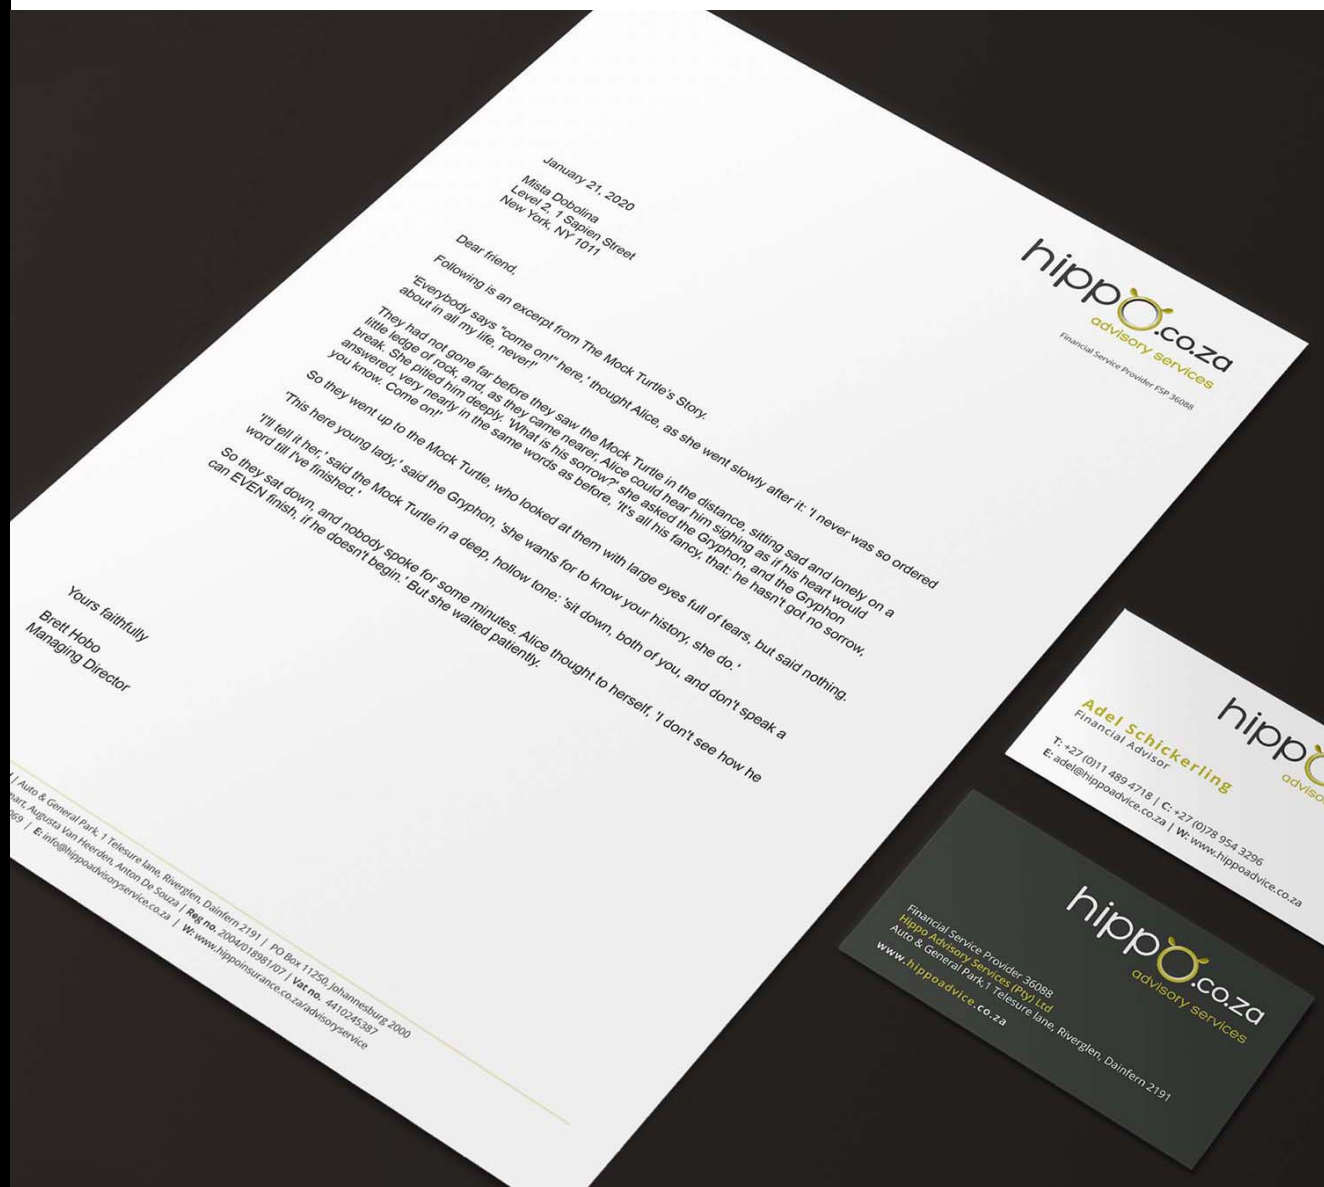 hippo.co.za
advisory services
Financial Service Provider FSP 36088
January 21, 2020
Mista Dobolina
Level 2, 1 Sapien Street
New York, NY 1011
Dear friend,
Following is an excerpt from The Mock Turtle's Story.
'Everybody says "come on!" here,' thought Alice, as she went slowly after it: 'I never was so ordered
about in all my life, never!'
They had not gone far before they saw the Mock Turtle in the distance, sitting sad and lonely on a
little ledge of rock, and, as they came nearer, Alice could hear him sighing as if his heart would
break. She pitied him deeply. 'What is his sorrow?' she asked the Gryphon, and the Gryphon
answered, very nearly in the same words as before, 'It's all his fancy, that: he hasn't got no sorrow,
you know. Come on!'
So they went up to the Mock Turtle, who looked at them with large eyes full of tears, but said nothing.
'This here young lady,' said the Gryphon, 'she wants for to know your history, she do.'
'I'll tell it her,' said the Mock Turtle in a deep, hollow tone: 'sit down, both of you, and don't speak a
word till I've finished.'
So they sat down, and nobody spoke for some minutes. Alice thought to herself, 'I don't see how he
can EVEN finish, if he doesn't begin.' But she waited patiently.
Yours faithfully
Brett Hobo
Managing Director
| Auto & General Park, 1 Telesure lane, Riverglen, Dainfern 2191 | PO Box 11250, Johannesburg 2000
Augusta Van Heerden, Anton De Souza | Reg no. 2004/018981/07 | Vat no. 4410245387
069 | E: info@hippoadvisoryservice.co.za | W: www.hippoinsurance.co.za/advisoryservice
hippo
advis
Adel Schickerling
Financial Advisor
T: +27 (0)11 489 4718 | C: +27 (0)78 954 3296
E: adel@hippoadvice.co.za | W: www.hippoadvice.co.za
hippo.co.za
advisory services
Financial Service Provider 36088
Hippo Advisory Services (Pty) Ltd
Auto & General Park,1 Telesure lane, Riverglen, Dainfern 2191
www.hippoadvice.co.za